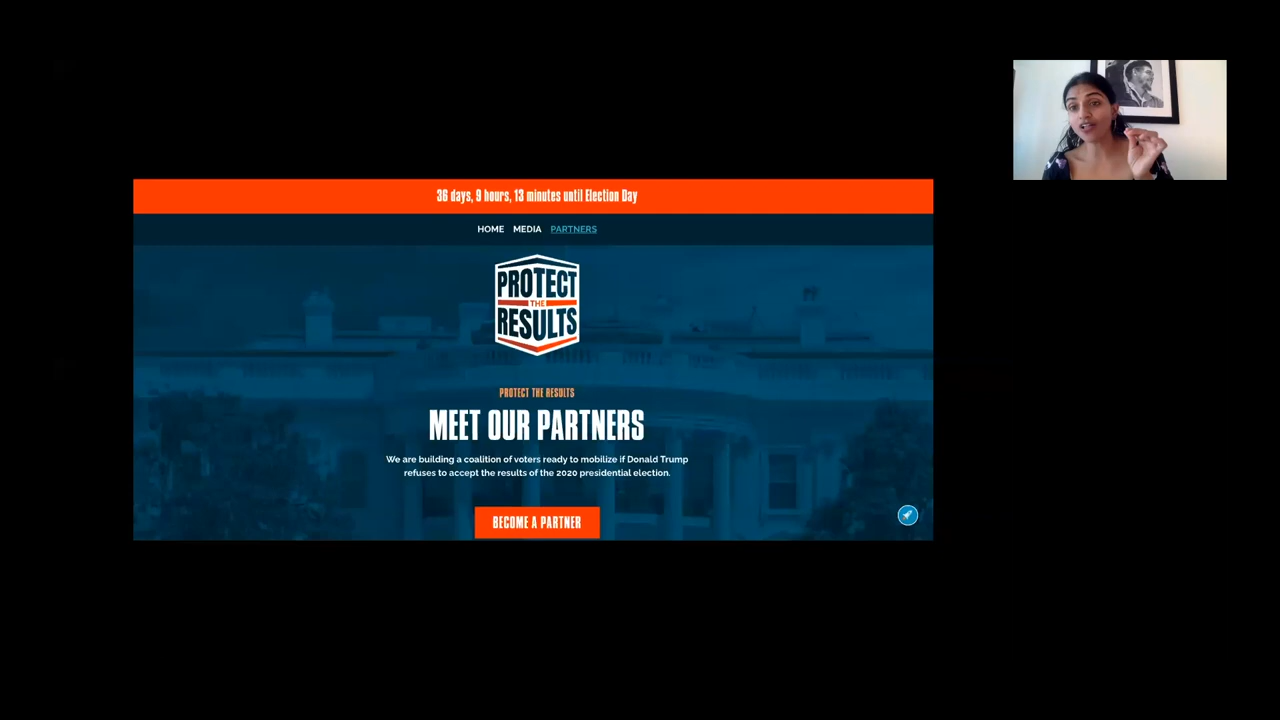 36 days, 9 hours, 13 minutes until Election Day
HOME MEDIA PARTNERS
PROTECT
THE
RESULTS
PROTECT THE RESULTS
MEET OUR PARTNERS
We are building a coalition of voters ready to mobilize if Donald Trump
refuses to accept the results of the 2020 presidential election.
BECOME A PARTNER